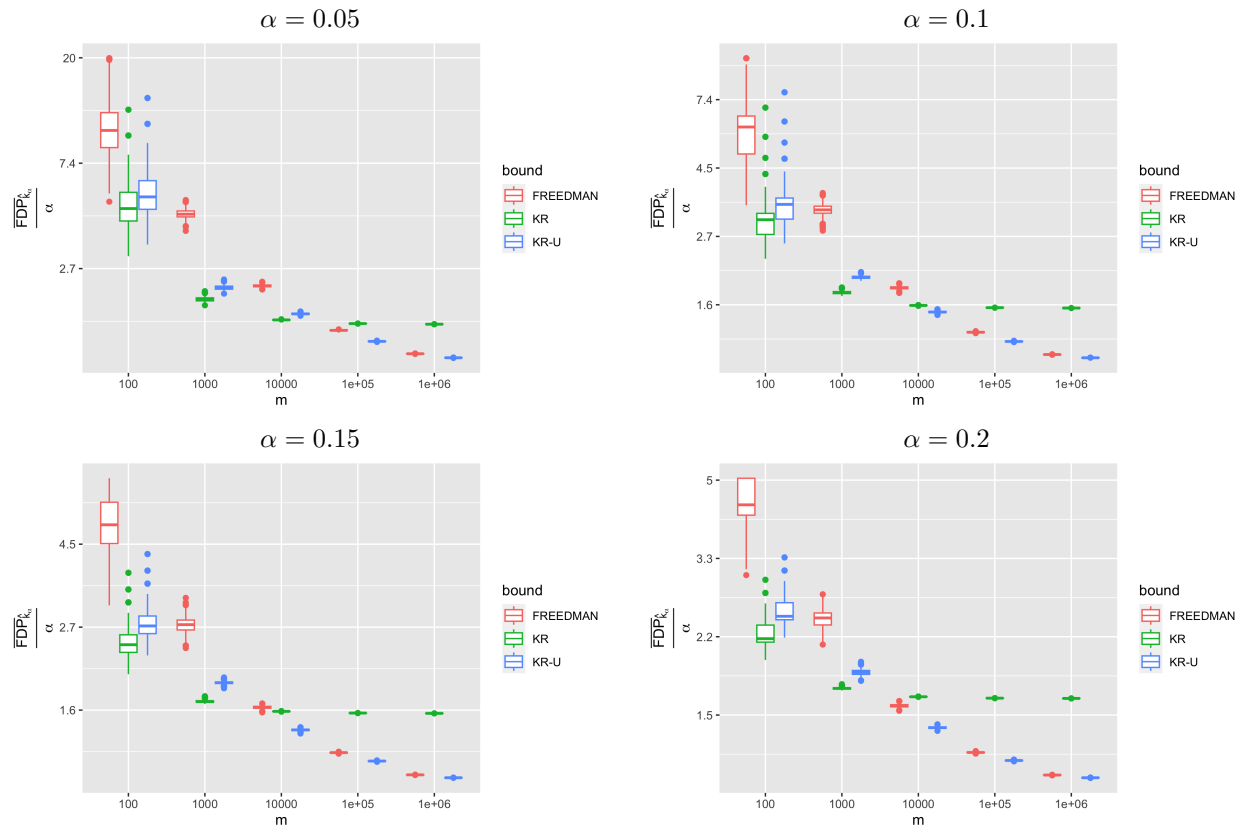 α = 0.05
20
7.4
2.7
100
1000
10000
1e+05
1e+06
m
FDP k̂α
α
bound
FREEDMAN
KR
KR-U
α = 0.1
7.4
4.5
2.7
1.6
100
1000
10000
1e+05
1e+06
m
FDP k̂α
α
bound
FREEDMAN
KR
KR-U
α = 0.15
4.5
2.7
1.6
100
1000
10000
1e+05
1e+06
m
FDP k̂α
α
bound
FREEDMAN
KR
KR-U
α = 0.2
5
3.3
2.2
1.5
100
1000
10000
1e+05
1e+06
m
FDP k̂α
α
bound
FREEDMAN
KR
KR-U